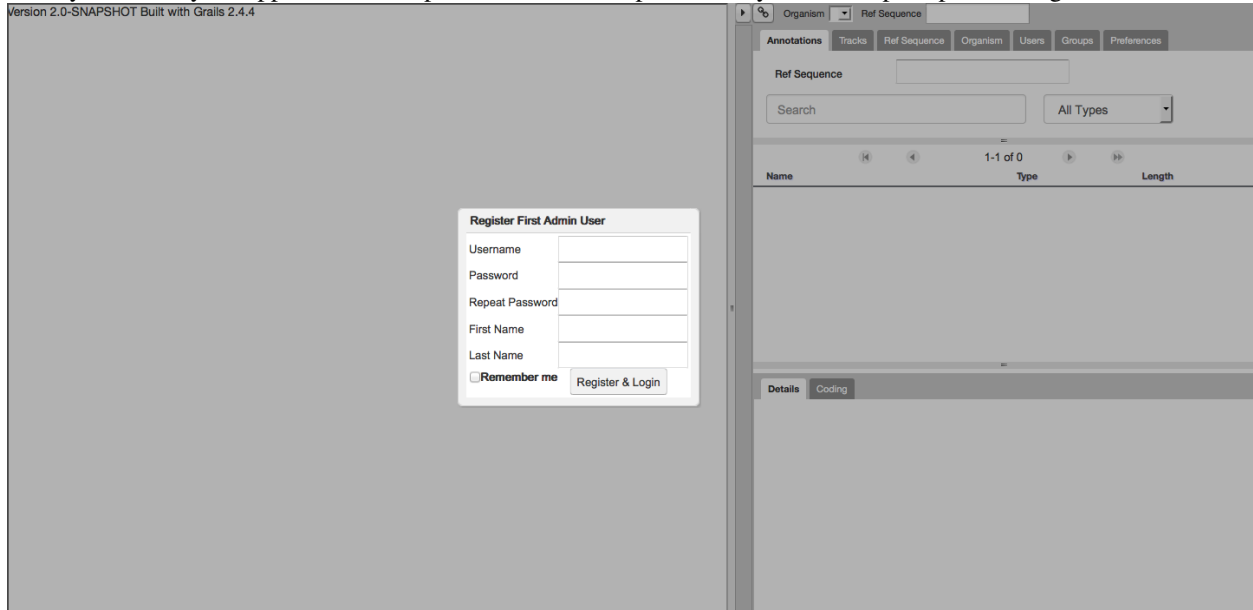 Version 2.0-SNAPSHOT Built with Grails 2.4.4
Organism Ref Sequence
Annotations Tracks Ref Sequence Organism Users Groups Preferences
Ref Sequence
Search All Types
1-1 of 0
Name Type Length
Register First Admin User
Username
Password
Repeat Password
First Name
Last Name
Remember me Register & Login
Details Coding